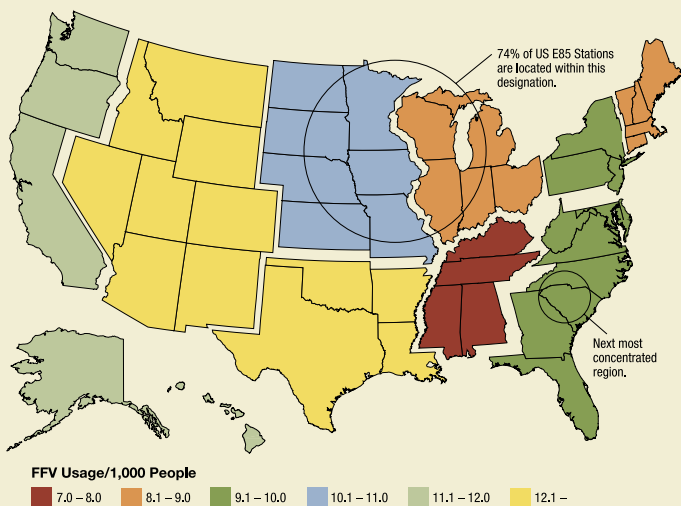 74% of US E85 Stations
are located within this
designation.
Next most
concentrated
region.
FFV Usage/1,000 People
7.0 – 8.0
8.1 – 9.0
9.1 – 10.0
10.1 – 11.0
11.1 – 12.0
12.1 –